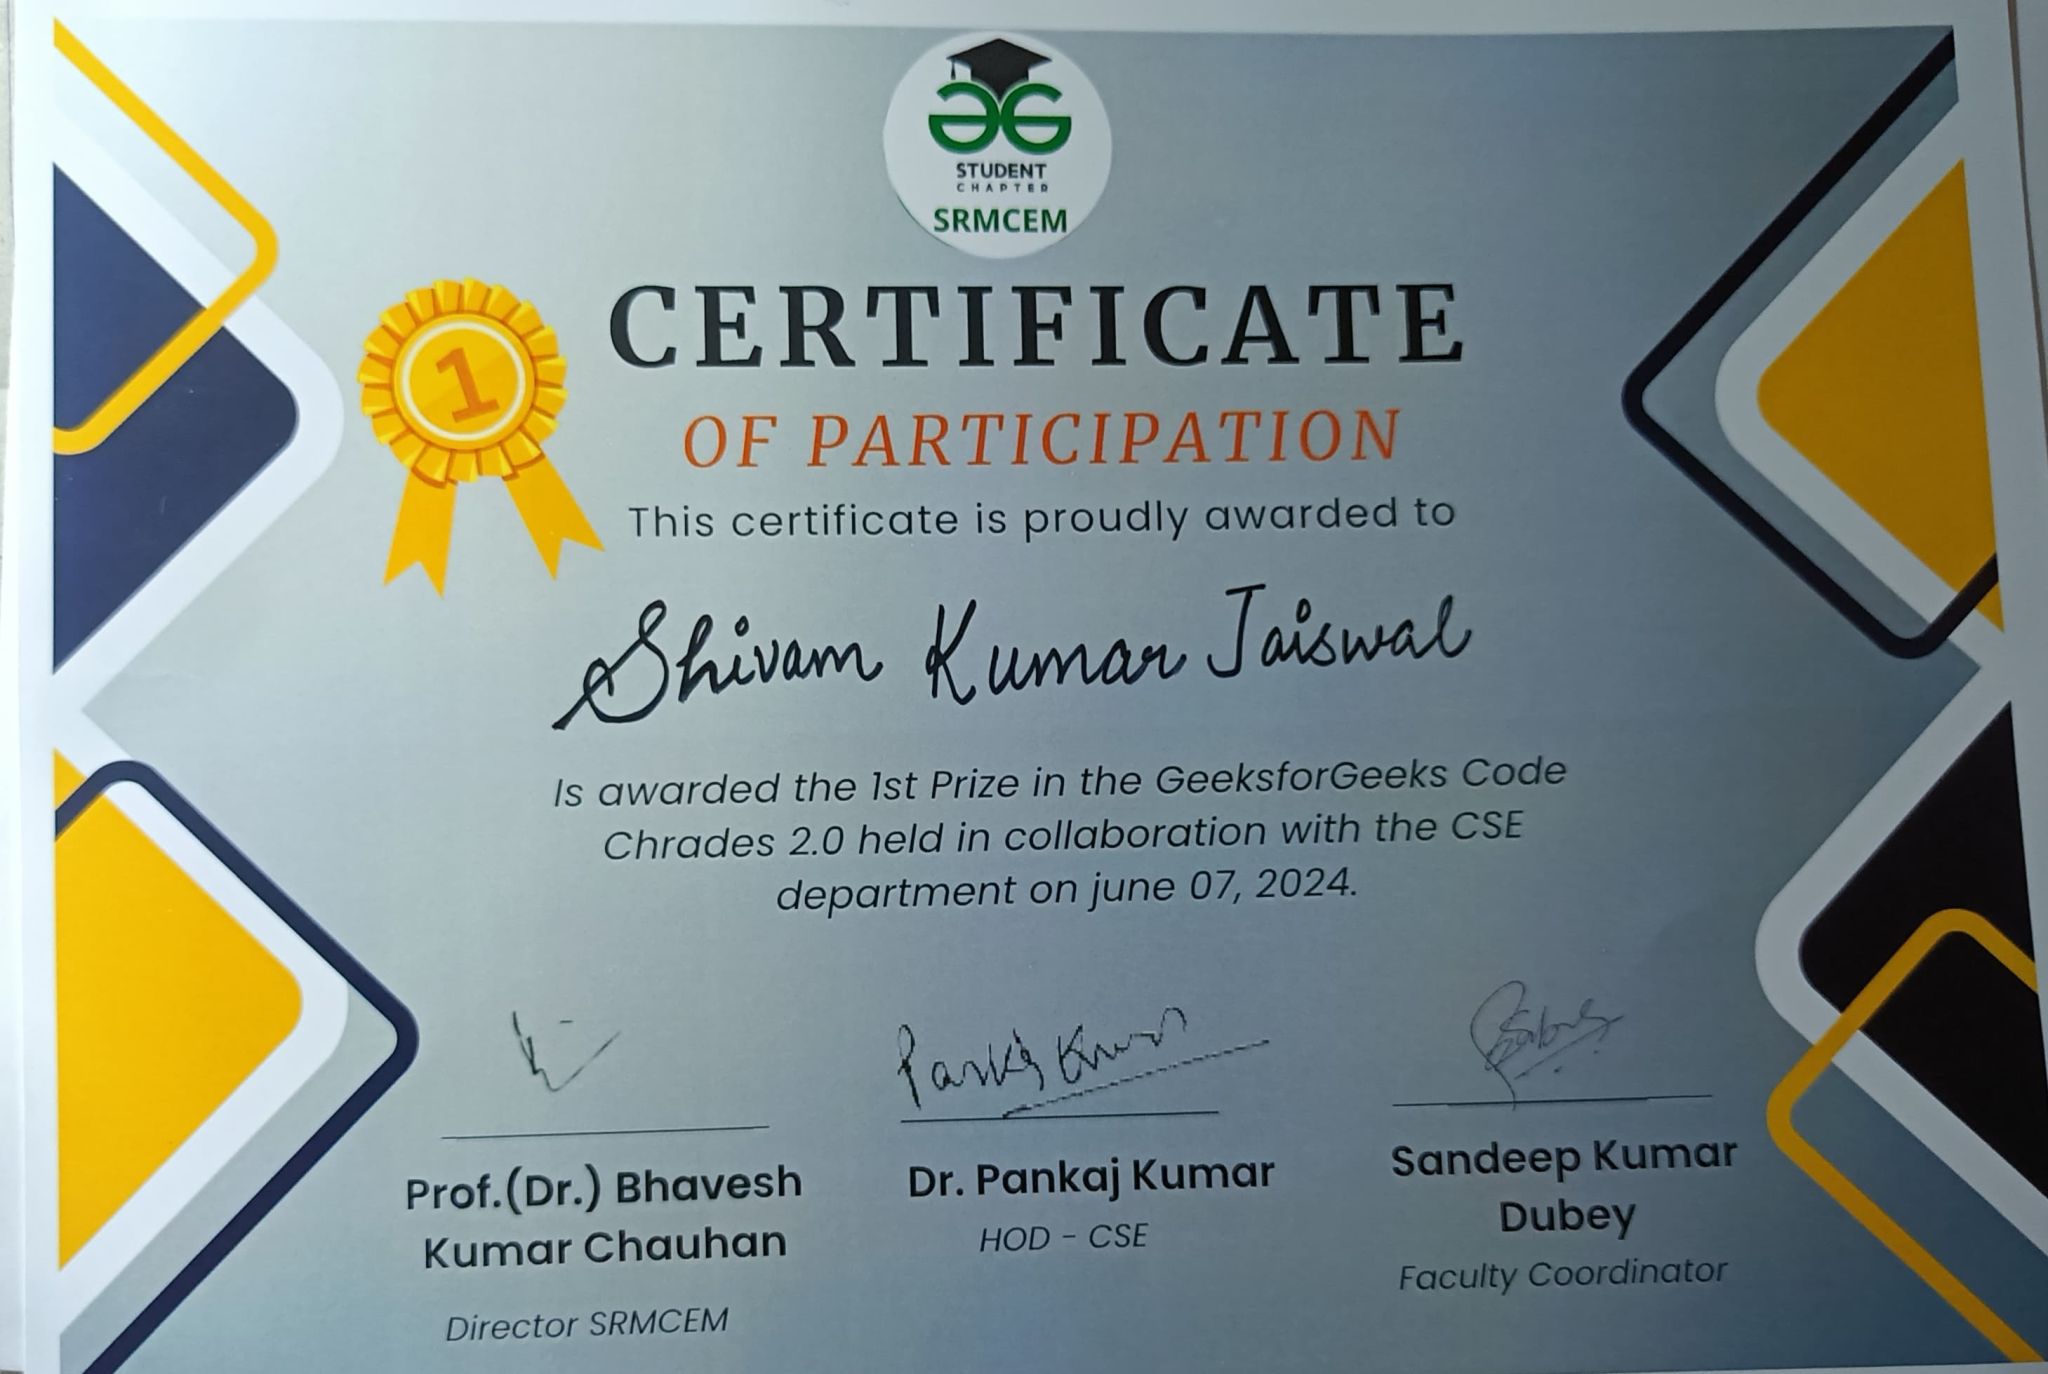 STUDENT
CHAPTER
SRMCEM
CERTIFICATE
1
OF PARTICIPATION
This certificate is proudly awarded to
Shivam Kumar Jaiswal
Is awarded the 1st Prize in the GeeksforGeeks Code
Chrades 2.0 held in collaboration with the CSE
department on june 07, 2024.
Pankaj Kumar
Prof.(Dr.) Bhavesh
Kumar Chauhan
Director SRMCEM
Dr. Pankaj Kumar
HOD - CSE
Sandeep Kumar
Dubey
Faculty Coordinator